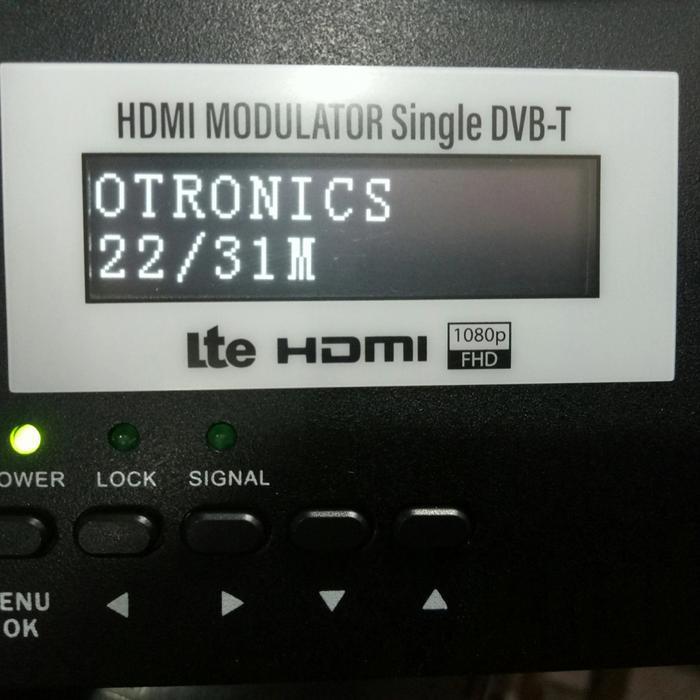 HDMI MODULATOR Single DVB-T
OTRONICS
22/31M
Lte HDMI 1080p
FHD
OWER LOCK SIGNAL
ENU
OK